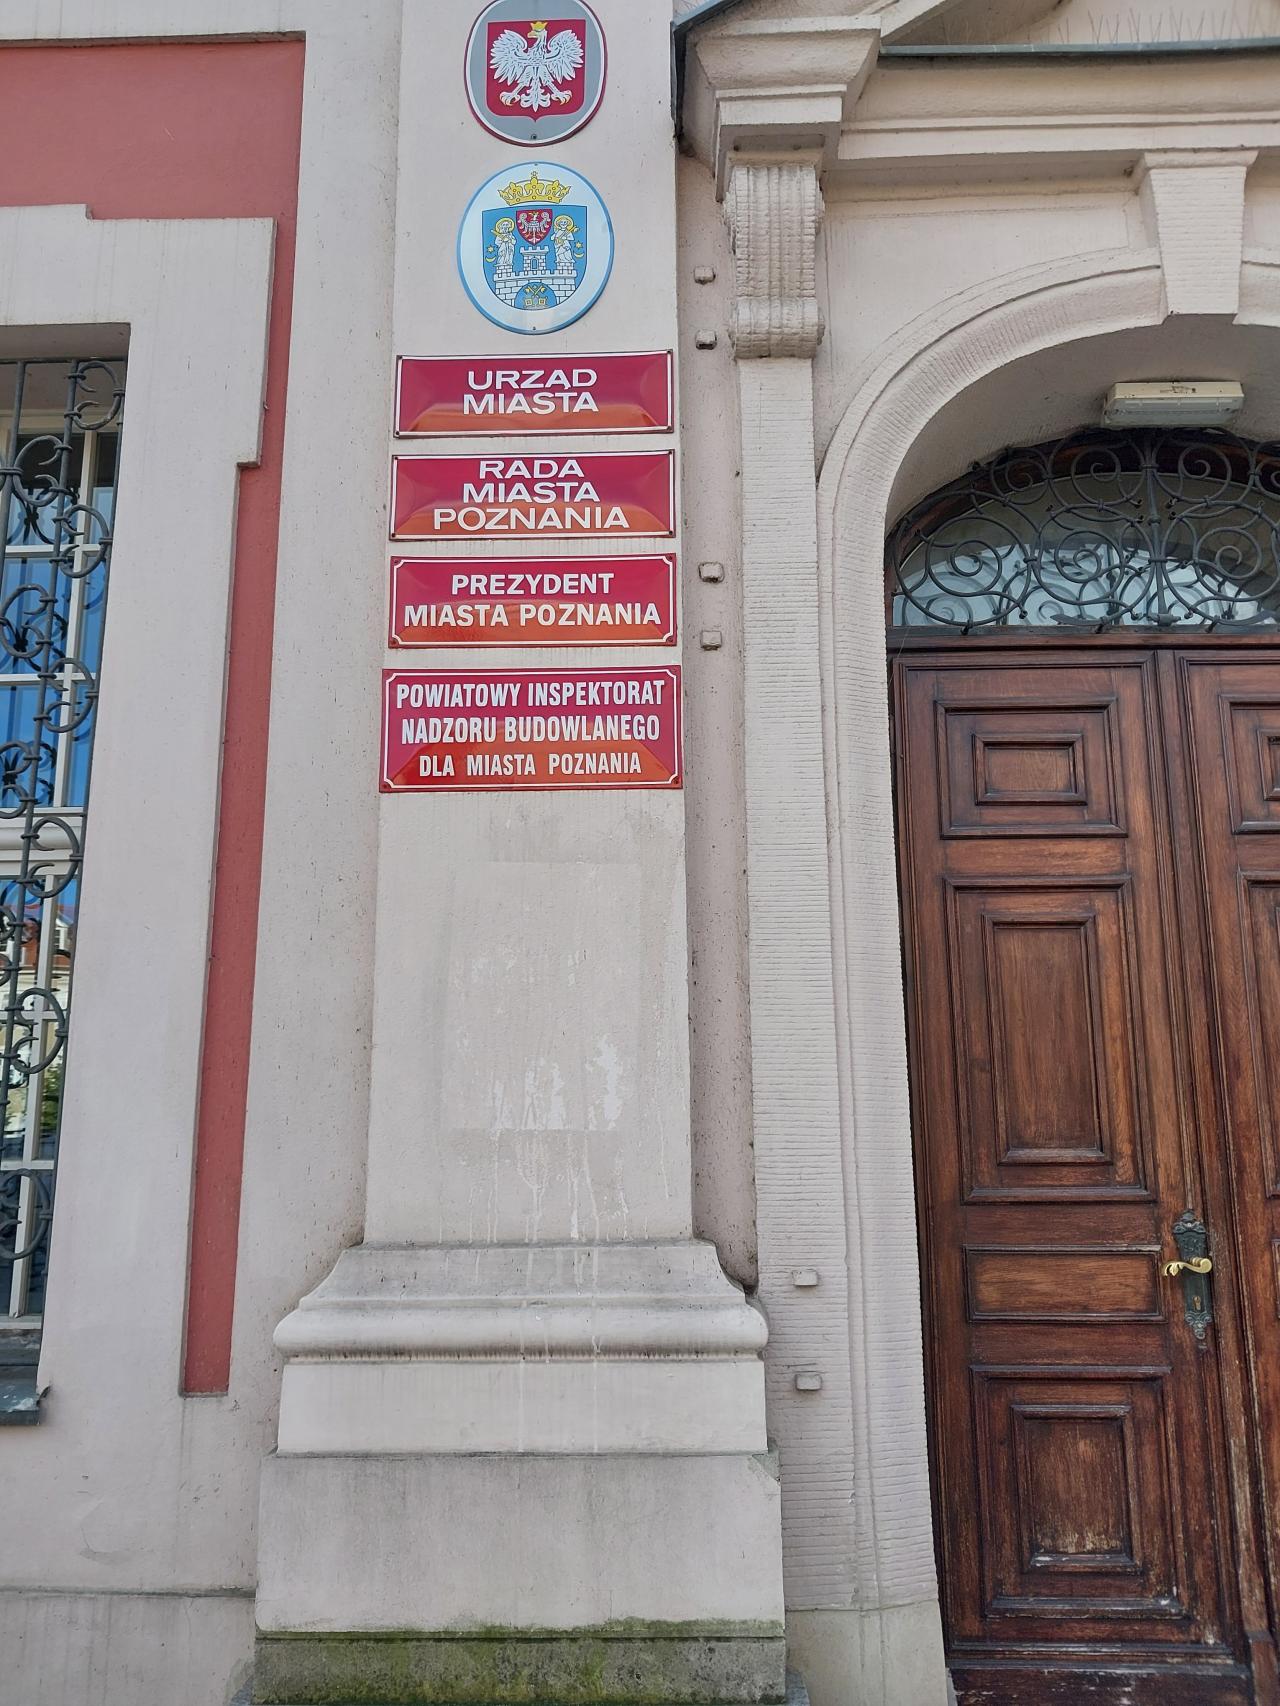 URZĄD
MIASTA
RADA
MIASTA
POZNANIA
PREZYDENT
MIASTA POZNANIA
POWIATOWY INSPEKTORAT
NADZORU BUDOWLANEGO
DLA MIASTA POZNANIA